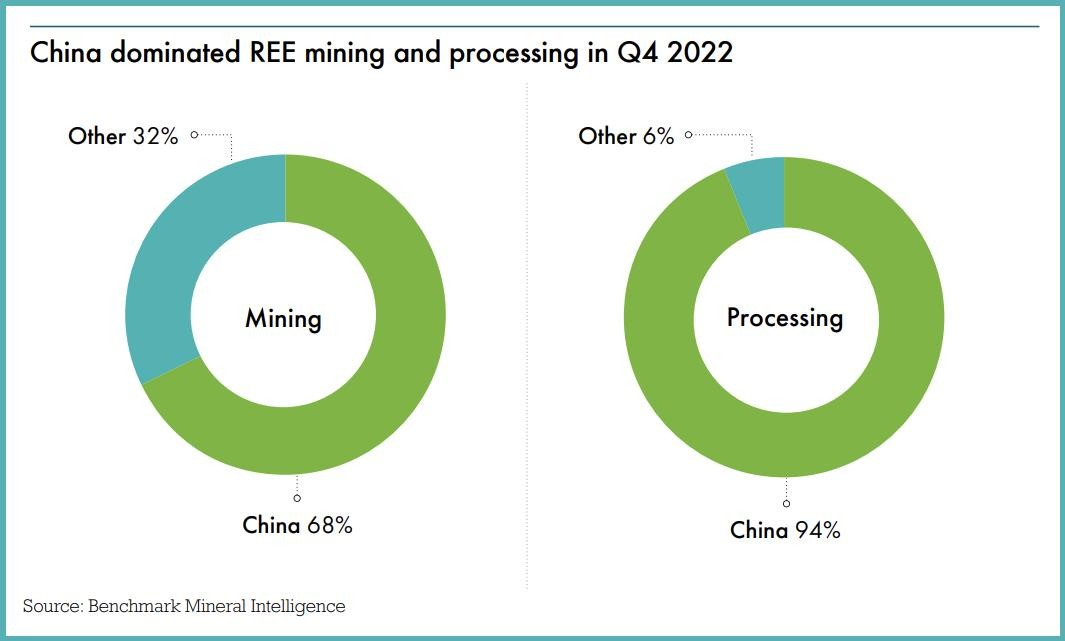 China dominated REE mining and processing in Q4 2022
Other 32%
Mining
China 68%
Other 6%
Processing
China 94%
Source: Benchmark Mineral Intelligence